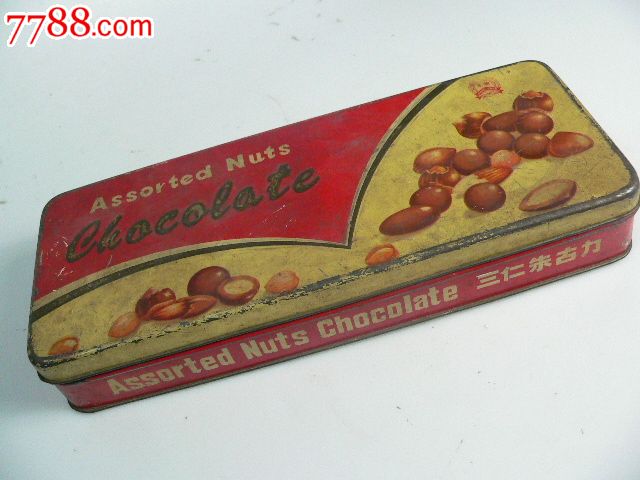 7788.com
Assorted Nuts
Chocolate
Assorted Nuts Chocolate 三仁朱古力